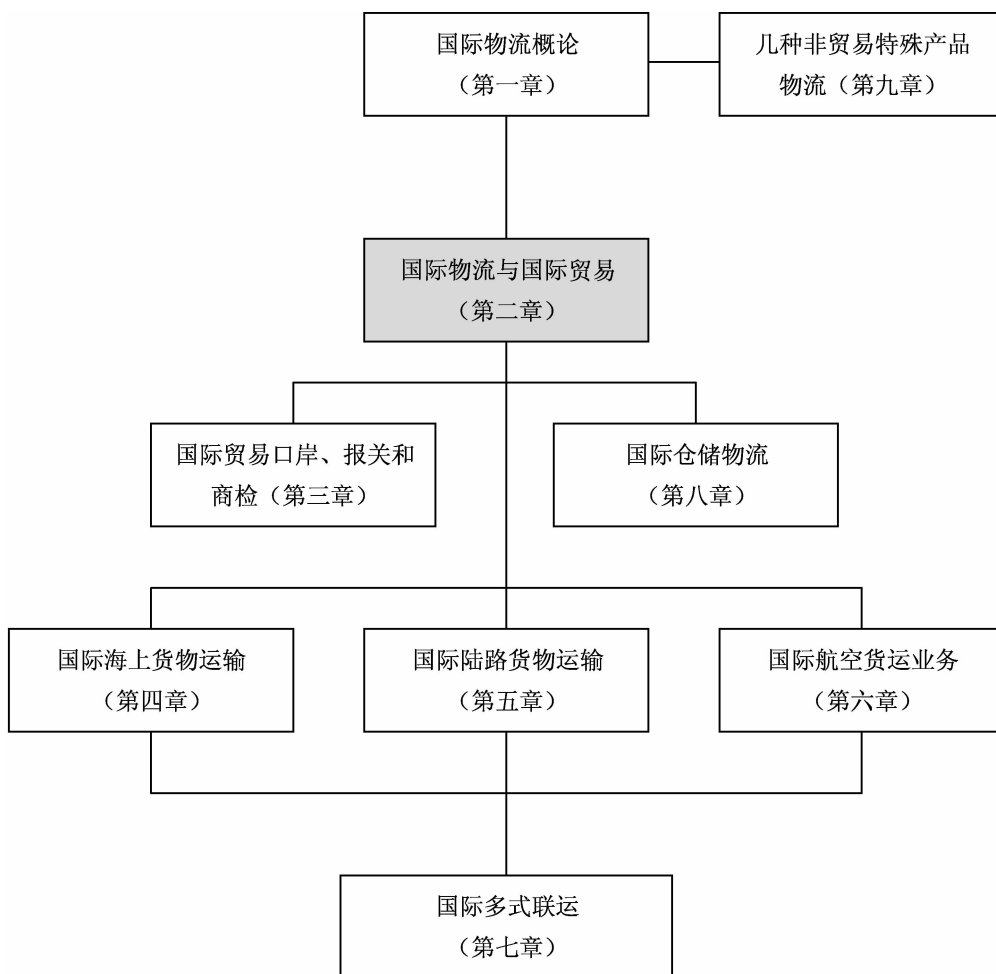 国际物流概论
（第一章）
几种非贸易特殊产品
物流（第九章）
国际物流与国际贸易
（第二章）
国际贸易口岸、报关和
商检（第三章）
国际仓储物流
（第八章）
国际海上货物运输
（第四章）
国际陆路货物运输
（第五章）
国际航空货运业务
（第六章）
国际多式联运
（第七章）